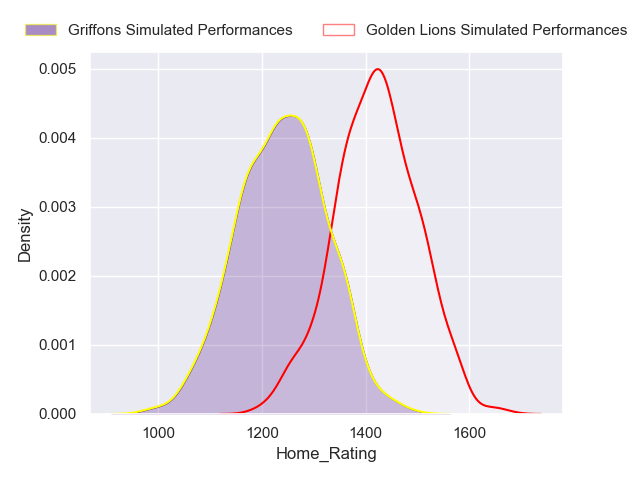 Griffons Simulated Performances Golden Lions Simulated Performances
0.005
0.004
0.003
0.002
0.001
0.000
Density
1000 1200 1400 1600
Home_Rating